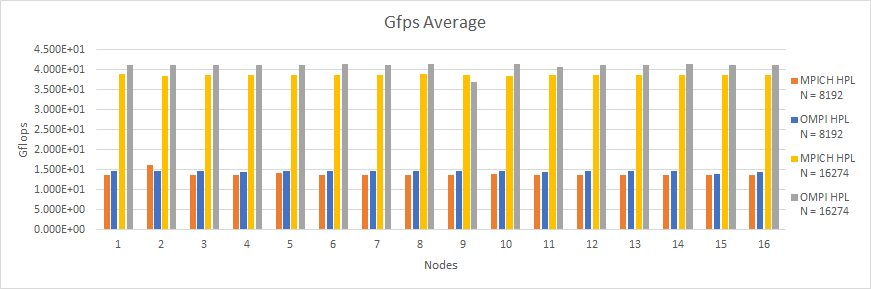 Gfps Average
4.500E+01
4.000E+01
3.500E+01
3.000E+01
2.500E+01
2.000E+01
1.500E+01
1.000E+01
5.000E+00
0.000E+00
Gflops
1 2 3 4 5 6 7 8 9 10 11 12 13 14 15 16
Nodes
MPICH HPL
N = 8192
OMPI HPL
N = 8192
MPICH HPL
N = 16274
OMPI HPL
N = 16274